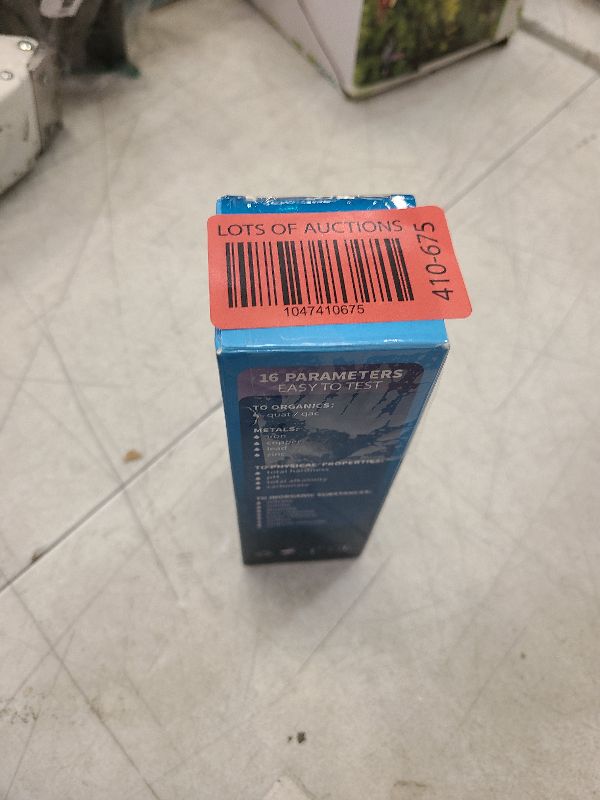 LOTS OF AUCTIONS
1047410675
410-675
16 PARAMETERS
EASY TO TEST
TO ORGANICS:
quat / qac
METALS:
iron
copper
lead
zinc
TO PHYSICAL PROPERTIES:
total hardness
pH
total alkalinity
carbonate
TO INORGANIC SUBSTANCES: